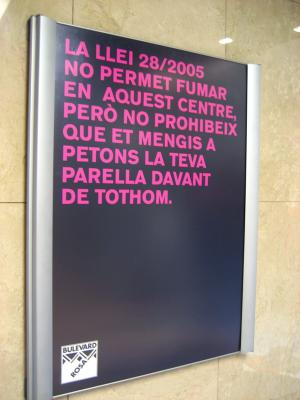 LA LLEI 28/2005
NO PERMET FUMAR
EN AQUEST CENTRE,
PERÒ NO PROHIBEIX
QUE ET MENGIS A
PETONS LA TEVA
PARELLA DAVANT
DE TOTHOM.
BULEVARD
ROSA